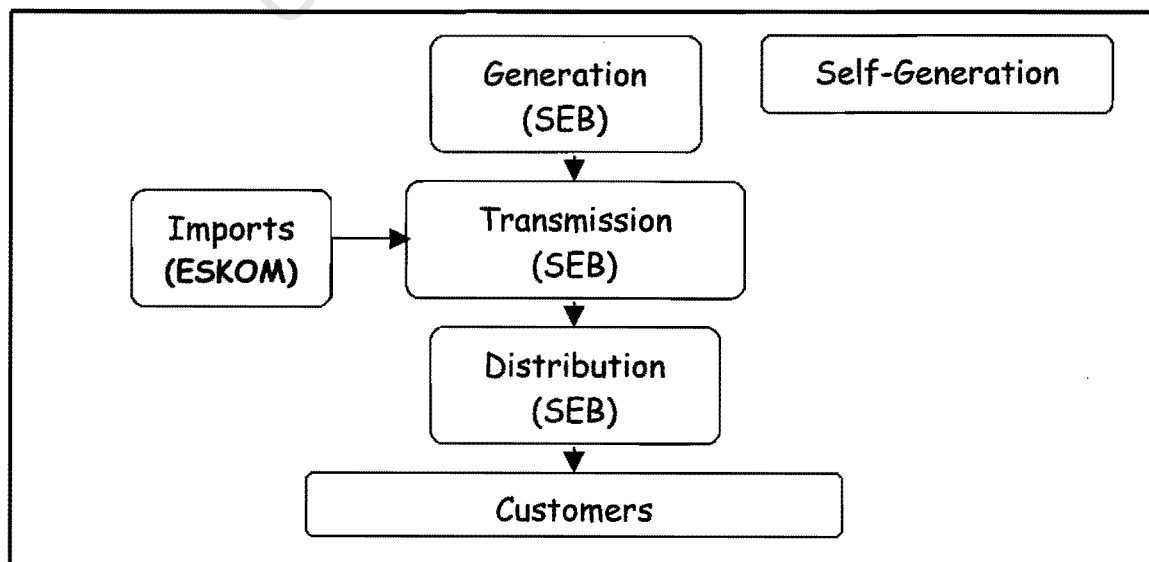 Generation
(SEB)
Self-Generation
Imports
(ESKOM)
Transmission
(SEB)
Distribution
(SEB)
Customers